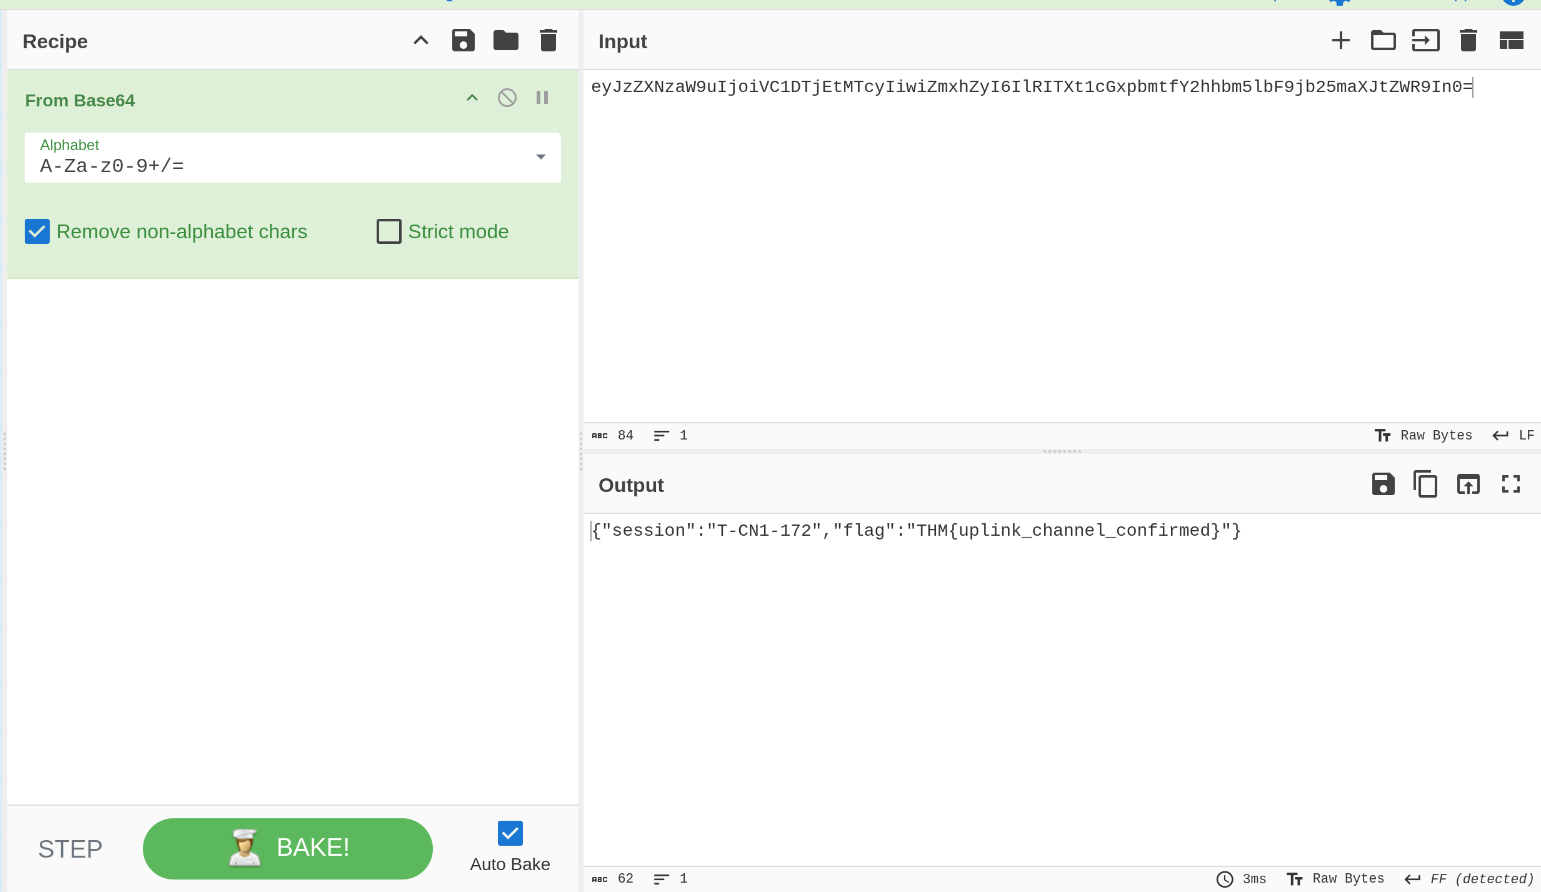 Recipe
From Base64
Alphabet
A-Za-z0-9+/=
Remove non-alphabet chars
Strict mode
STEP
BAKE!
Auto Bake
Input
eyJzZXNzaW9uIjoiVC1DTjEtMTcyIiwiZmxhZyI6IlRITXt1cGxpbmtfY2hhbm5lbF9jb25maXJtZWR9In0=
ABC 84 1
Raw Bytes LF
Output
{"session":"T-CN1-172","flag":"THM{uplink_channel_confirmed}"}
ABC 62 1
3ms Raw Bytes FF (detected)